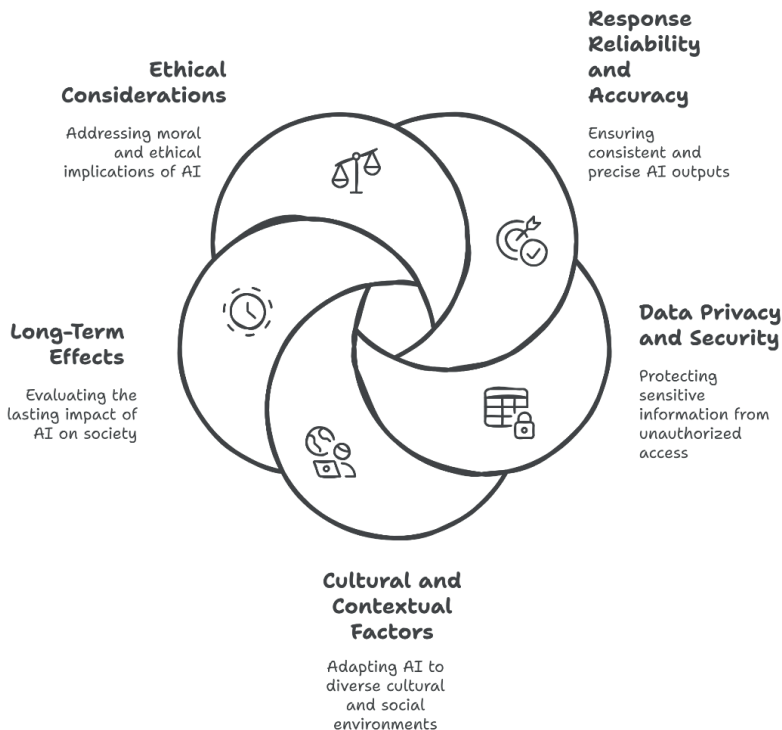 Response
Reliability
and
Accuracy
Ensuring
consistent and
precise AI outputs
Ethical
Considerations
Addressing moral
and ethical
implications of AI
Data Privacy
and Security
Protecting
sensitive
information from
unauthorized
access
Long-Term
Effects
Evaluating the
lasting impact of
AI on society
Cultural and
Contextual
Factors
Adapting AI to
diverse cultural
and social
environments